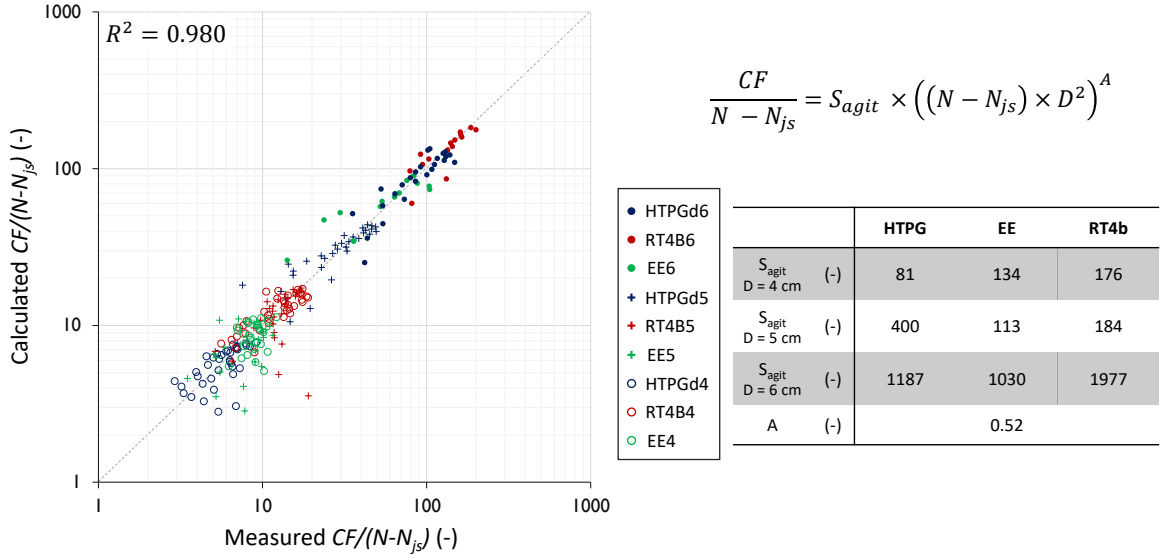 1000
100
10
1
R² = 0.980
Calculated CF/(N-Njs) (-)
1
10
100
1000
Measured CF/(N-Njs) (-)
CF / (N − Njs) = Sagit × ((N − Njs) × D²)^A
HTPGd6
RT4B6
EE6
HTPGd5
RT4B5
EE5
HTPGd4
RT4B4
EE4
HTPG EE RT4b
Sagit D = 4 cm (-) 81 134 176
Sagit D = 5 cm (-) 400 113 184
Sagit D = 6 cm (-) 1187 1030 1977
A (-) 0.52